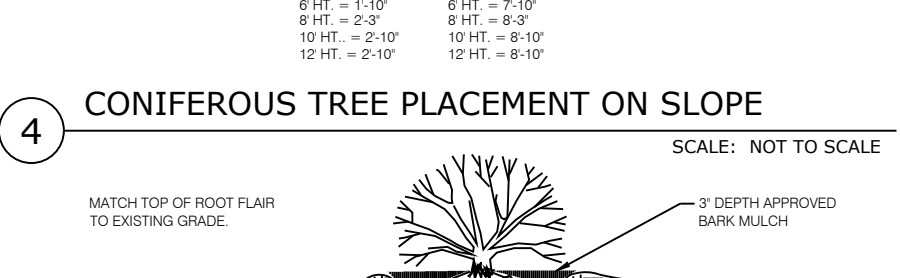 6' HT. = 1'-10" 6' HT. = 7'-10"
8' HT. = 2'-3" 8' HT. = 8'-3"
10' HT.. = 2'-10" 10' HT. = 8'-10"
12' HT. = 2'-10" 12' HT. = 8'-10"
4 CONIFEROUS TREE PLACEMENT ON SLOPE
SCALE: NOT TO SCALE
MATCH TOP OF ROOT FLAIR
TO EXISTING GRADE.
3" DEPTH APPROVED
BARK MULCH